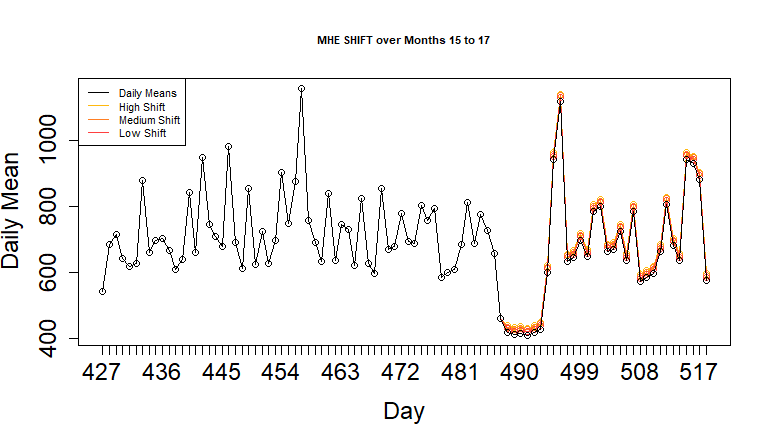 MHE SHIFT over Months 15 to 17
Daily Means
High Shift
Medium Shift
Low Shift
Daily Mean
400 600 800 1000
427 436 445 454 463 472 481 490 499 508 517
Day